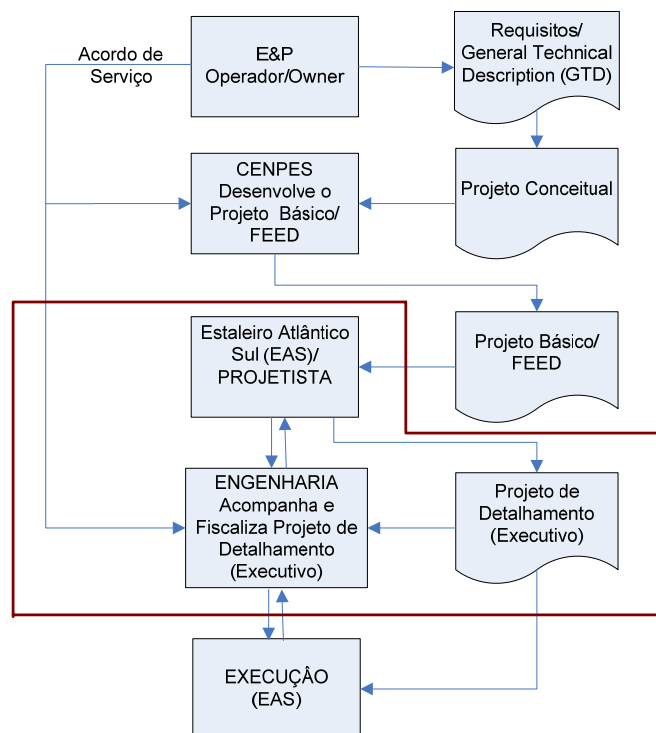 Acordo de
Serviço
E&P
Operador/Owner
Requisitos/
General Technical
Description (GTD)
CENPES
Desenvolve o
Projeto Básico/
FEED
Projeto Conceitual
Estaleiro Atlântico
Sul (EAS)/
PROJETISTA
Projeto Básico/
FEED
ENGENHARIA
Acompanha e
Fiscaliza Projeto de
Detalhamento
(Executivo)
Projeto de
Detalhamento
(Executivo)
EXECUÇÂO
(EAS)